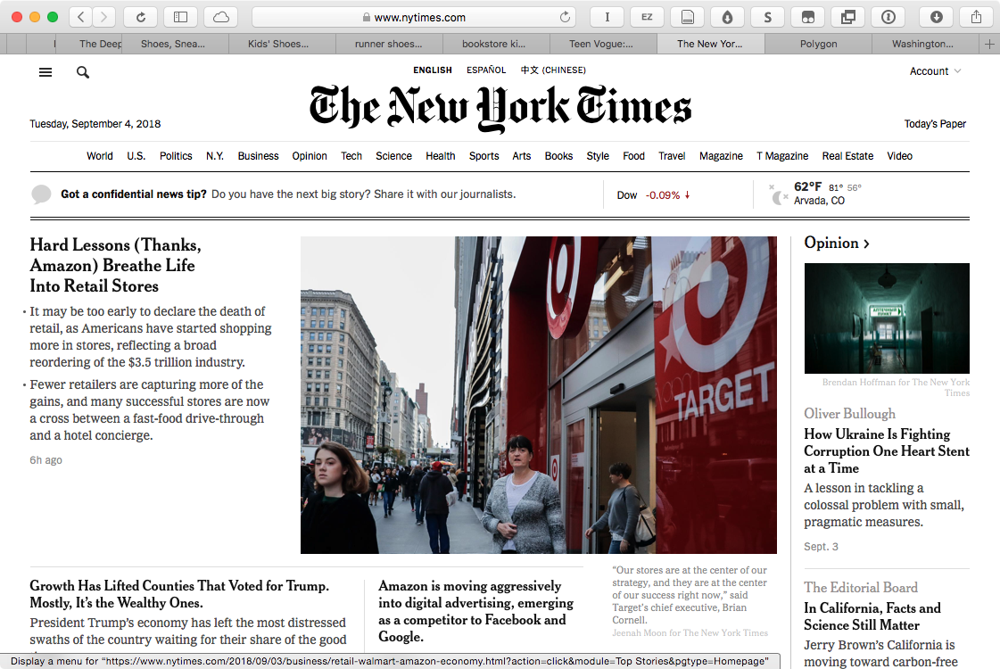 www.nytimes.com
I
EZ
S
The Deep
Shoes, Snea...
Kids' Shoes...
runner shoes...
bookstore ki...
Teen Vogue:...
The New Yor...
Polygon
Washington...
ENGLISH ESPAÑOL 中文 (CHINESE)
Account
The New York Times
Tuesday, September 4, 2018
Today's Paper
World U.S. Politics N.Y. Business Opinion Tech Science Health Sports Arts Books Style Food Travel Magazine T Magazine Real Estate Video
Got a confidential news tip? Do you have the next big story? Share it with our journalists.
Dow -0.09% ↓
62°F 81° 56°
Arvada, CO
Hard Lessons (Thanks,
Amazon) Breathe Life
Into Retail Stores
• It may be too early to declare the death of
retail, as Americans have started shopping
more in stores, reflecting a broad
reordering of the $3.5 trillion industry.
• Fewer retailers are capturing more of the
gains, and many successful stores are now
a cross between a fast-food drive-through
and a hotel concierge.
6h ago
TARGET
"Our stores are at the center of our
strategy, and they are at the center
of our success right now," said
Target's chief executive, Brian
Cornell.
Jeenah Moon for The New York Times
Growth Has Lifted Counties That Voted for Trump.
Mostly, It's the Wealthy Ones.
President Trump's economy has left the most distressed
swaths of the country waiting for their share of the good
Amazon is moving aggressively
into digital advertising, emerging
as a competitor to Facebook and
Google.
Opinion >
АПТЕЧНЫЙ
ПУНКТ
Brendan Hoffman for The New York
Times
Oliver Bullough
How Ukraine Is Fighting
Corruption One Heart Stent
at a Time
A lesson in tackling a
colossal problem with small,
pragmatic measures.
Sept. 3
The Editorial Board
In California, Facts and
Science Still Matter
Jerry Brown's California is
moving toward carbon-free
Display a menu for "https://www.nytimes.com/2018/09/03/business/retail-walmart-amazon-economy.html?action=click&module=Top Stories&pgtype=Homepage"